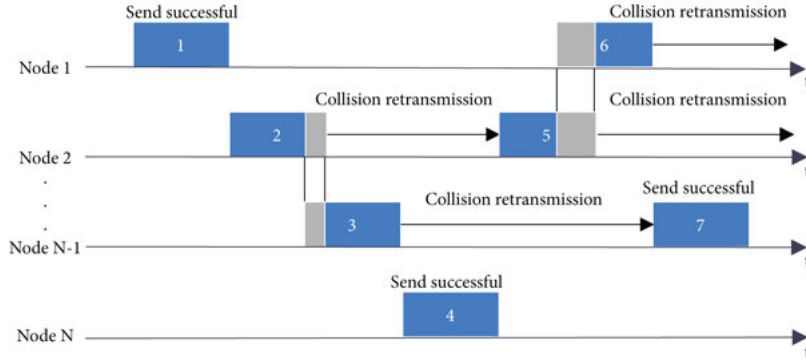 Send successful
Collision retransmission
1
6
Node 1
t
Collision retransmission
Collision retransmission
2
5
Node 2
t
.
.
.
Send successful
Collision retransmission
3
7
Node N-1
t
Send successful
4
Node N
t